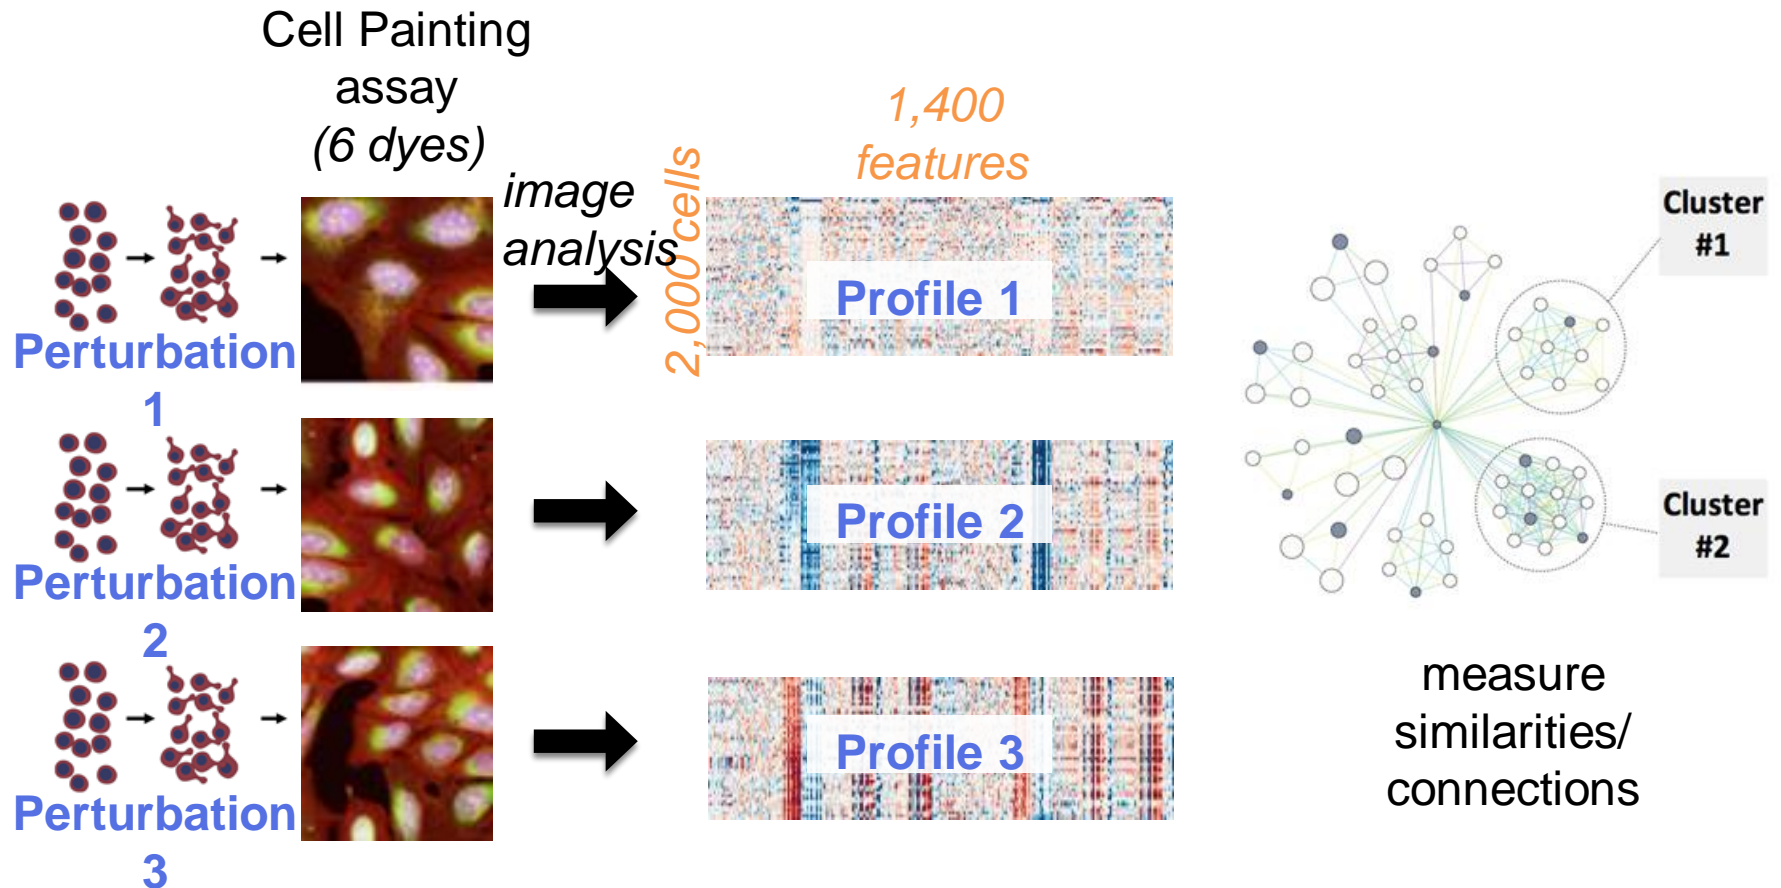 Cell Painting
assay
(6 dyes)
image
analysis
2,000 cells
1,400
features
Perturbation
1
Profile 1
Perturbation
2
Profile 2
Perturbation
3
Profile 3
Cluster
#1
Cluster
#2
measure
similarities/
connections